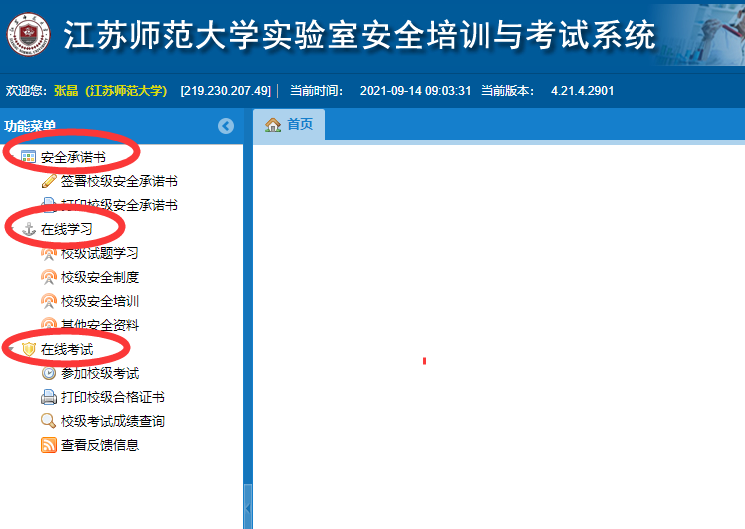 江苏师范大学实验室安全培训与考试系统
欢迎您：张晶（江苏师范大学） [219.230.207.49] 当前时间： 2021-09-14 09:03:31 当前版本： 4.21.4.2901
功能菜单
首页
安全承诺书
签署校级安全承诺书
打印校级安全承诺书
在线学习
校级试题学习
校级安全制度
校级安全培训
其他安全资料
在线考试
参加校级考试
打印校级合格证书
校级考试成绩查询
查看反馈信息